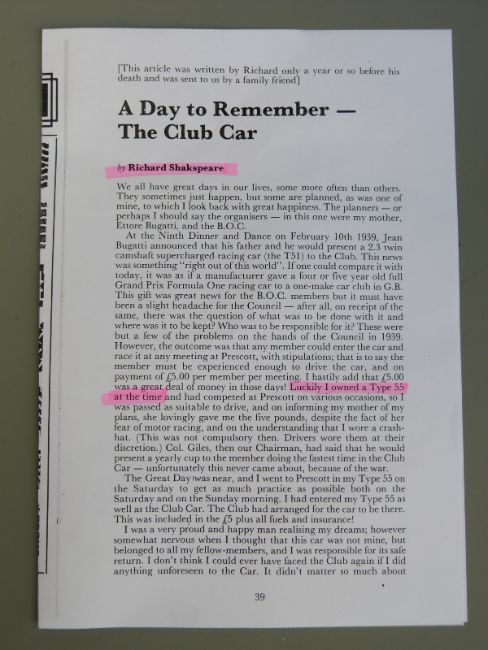 [This article was written by Richard only a year or so before his
death and was sent to us by a family friend]
A Day to Remember —
The Club Car
by Richard Shakspeare
We all have great days in our lives, some more often than others.
They sometimes just happen, but some are planned, as was one of
mine, to which I look back with great happiness. The planners — or
perhaps I should say the organisers — in this one were my mother,
Ettore Bugatti, and the B.O.C.
At the Ninth Dinner and Dance on February 10th 1939, Jean
Bugatti announced that his father and he would present a 2.3 twin
camshaft supercharged racing car (the T51) to the Club. This news
was something "right out of this world". If one could compare it with
today, it was as if a manufacturer gave a four or five year old full
Grand Prix Formula One racing car to a one-make car club in G.B.
This gift was great news for the B.O.C. members but it must have
been a slight headache for the Council — after all, on receipt of the
same, there was the question of what was to be done with it and
where was it to be kept? Who was to be responsible for it? These were
but a few of the problems on the hands of the Council in 1939.
However, the outcome was that any member could enter the car and
race it at any meeting at Prescott, with stipulations; that is to say the
member must be experienced enough to drive the car, and on
payment of £5.00 per member per meeting. I hastily add that £5.00
was a great deal of money in those days! Luckily I owned a Type 55
at the time and had competed at Prescott on various occasions, so I
was passed as suitable to drive, and on informing my mother of my
plans, she lovingly gave me the five pounds, despite the fact of her
fear of motor racing, and on the understanding that I wore a crash-
hat. (This was not compulsory then. Drivers wore them at their
discretion.) Col. Giles, then our Chairman, had said that he would
present a yearly cup to the member doing the fastest time in the Club
Car — unfortunately this never came about, because of the war.
The Great Day was near, and I went to Prescott in my Type 55 on
the Saturday to get as much practice as possible both on the
Saturday and on the Sunday morning. I had entered my Type 55 as
well as the Club Car. The Club had arranged for the car to be there.
This was included in the £5 plus all fuels and insurance!
I was a very proud and happy man realising my dreams; however
somewhat nervous when I thought that this car was not mine, but
belonged to all my fellow-members, and I was responsible for its safe
return. I don't think I could ever have faced the Club again if I did
anything unforeseen to the Car. It didn't matter so much about
39